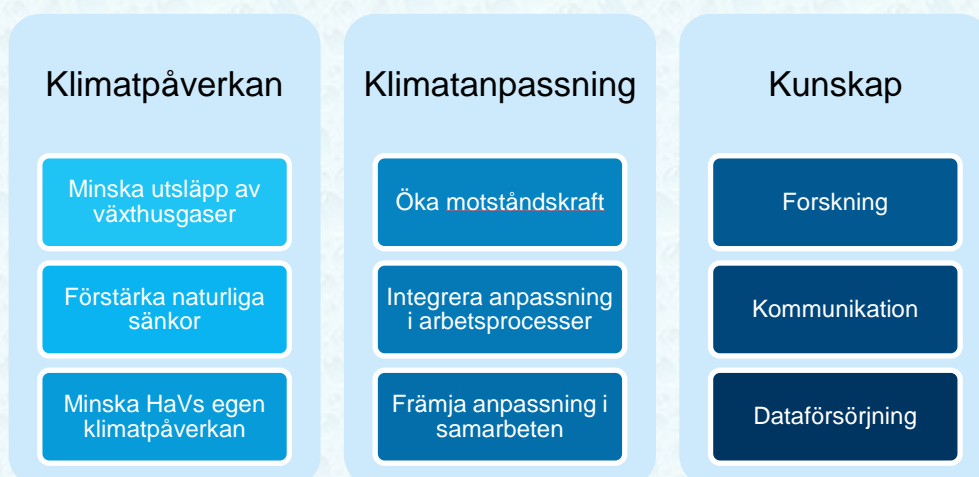 Klimatpåverkan
Minska utsläpp av
växthusgaser
Förstärka naturliga
sänkor
Minska HaVs egen
klimatpåverkan
Klimatanpassning
Öka motståndskraft
Integrera anpassning
i arbetsprocesser
Främja anpassning i
samarbeten
Kunskap
Forskning
Kommunikation
Dataförsörjning